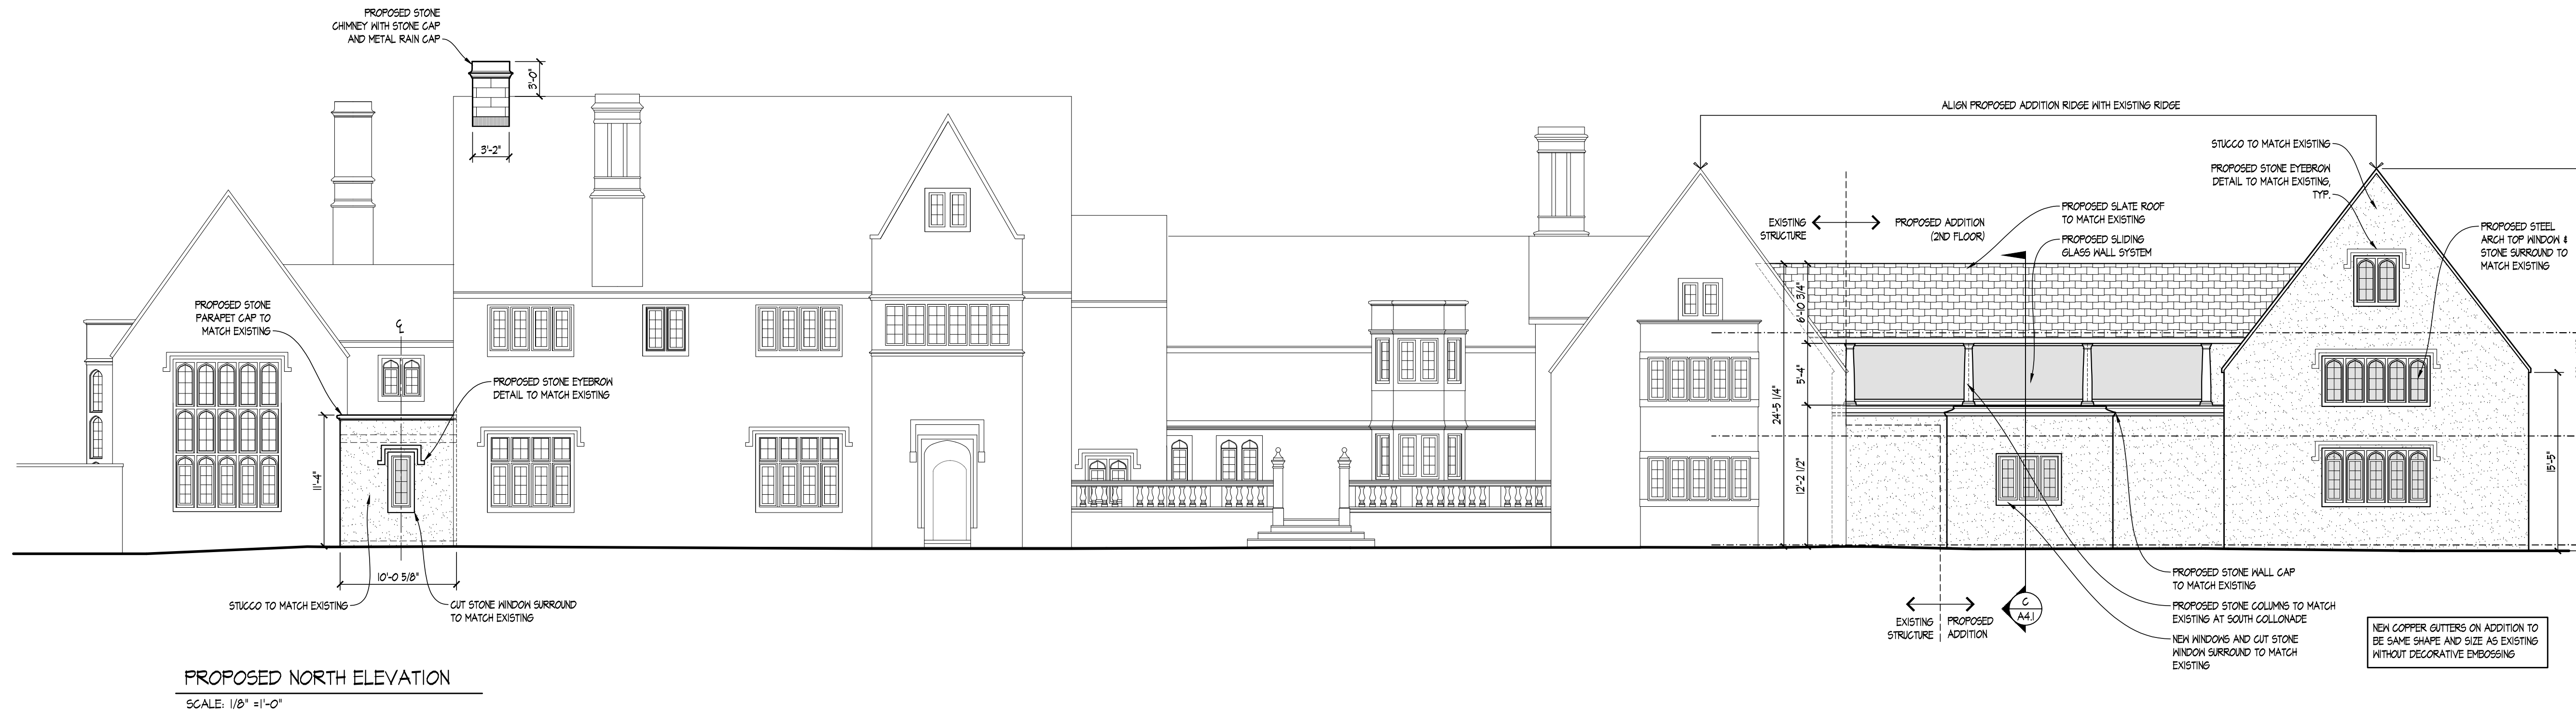 PROPOSED STONE
CHIMNEY WITH STONE CAP
AND METAL RAIN CAP
3'-0"
3'-2"
ALIGN PROPOSED ADDITION RIDGE WITH EXISTING RIDGE
STUCCO TO MATCH EXISTING
PROPOSED STONE EYEBROW
DETAIL TO MATCH EXISTING,
TYP.
PROPOSED SLATE ROOF
TO MATCH EXISTING
PROPOSED SLIDING
GLASS WALL SYSTEM
EXISTING
STRUCTURE
PROPOSED ADDITION
(2ND FLOOR)
PROPOSED STEEL
ARCH TOP WINDOW &
STONE SURROUND TO
MATCH EXISTING
PROPOSED STONE
PARAPET CAP TO
MATCH EXISTING
CL
PROPOSED STONE EYEBROW
DETAIL TO MATCH EXISTING
6'-10 3/4"
5'-4"
24'-5 1/4"
12'-2 1/2"
15'-5"
11'-4"
10'-0 5/8"
STUCCO TO MATCH EXISTING
CUT STONE WINDOW SURROUND
TO MATCH EXISTING
PROPOSED STONE WALL CAP
TO MATCH EXISTING
C
A4.1
PROPOSED STONE COLUMNS TO MATCH
EXISTING AT SOUTH COLLONADE
EXISTING
STRUCTURE
PROPOSED
ADDITION
NEW WINDOWS AND CUT STONE
WINDOW SURROUND TO MATCH
EXISTING
NEW COPPER GUTTERS ON ADDITION TO
BE SAME SHAPE AND SIZE AS EXISTING
WITHOUT DECORATIVE EMBOSSING
PROPOSED NORTH ELEVATION
SCALE: 1/8" =1'-0"